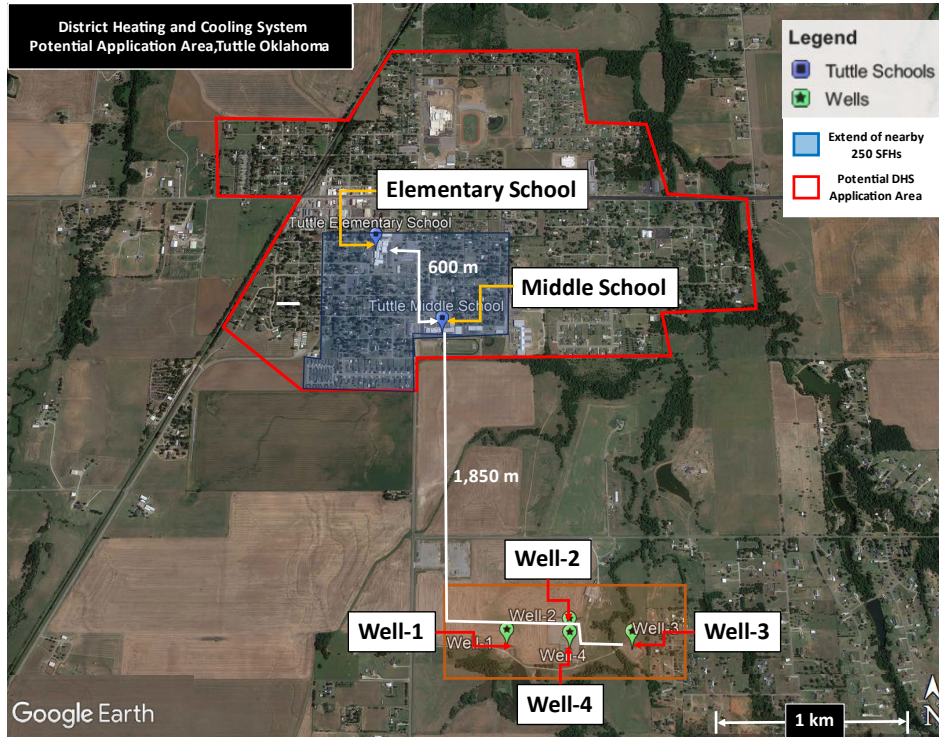 District Heating and Cooling System
Potential Application Area,Tuttle Oklahoma
Legend
Tuttle Schools
Wells
Extend of nearby
250 SFHs
Potential DHS
Application Area
Elementary School
Tuttle Elementary School
600 m
Middle School
Tuttle Middle School
1,850 m
Well-2
Well-2
Well-1
Well-1
Well-3
Well-3
Well-4
Well-4
Google Earth
1 km
N